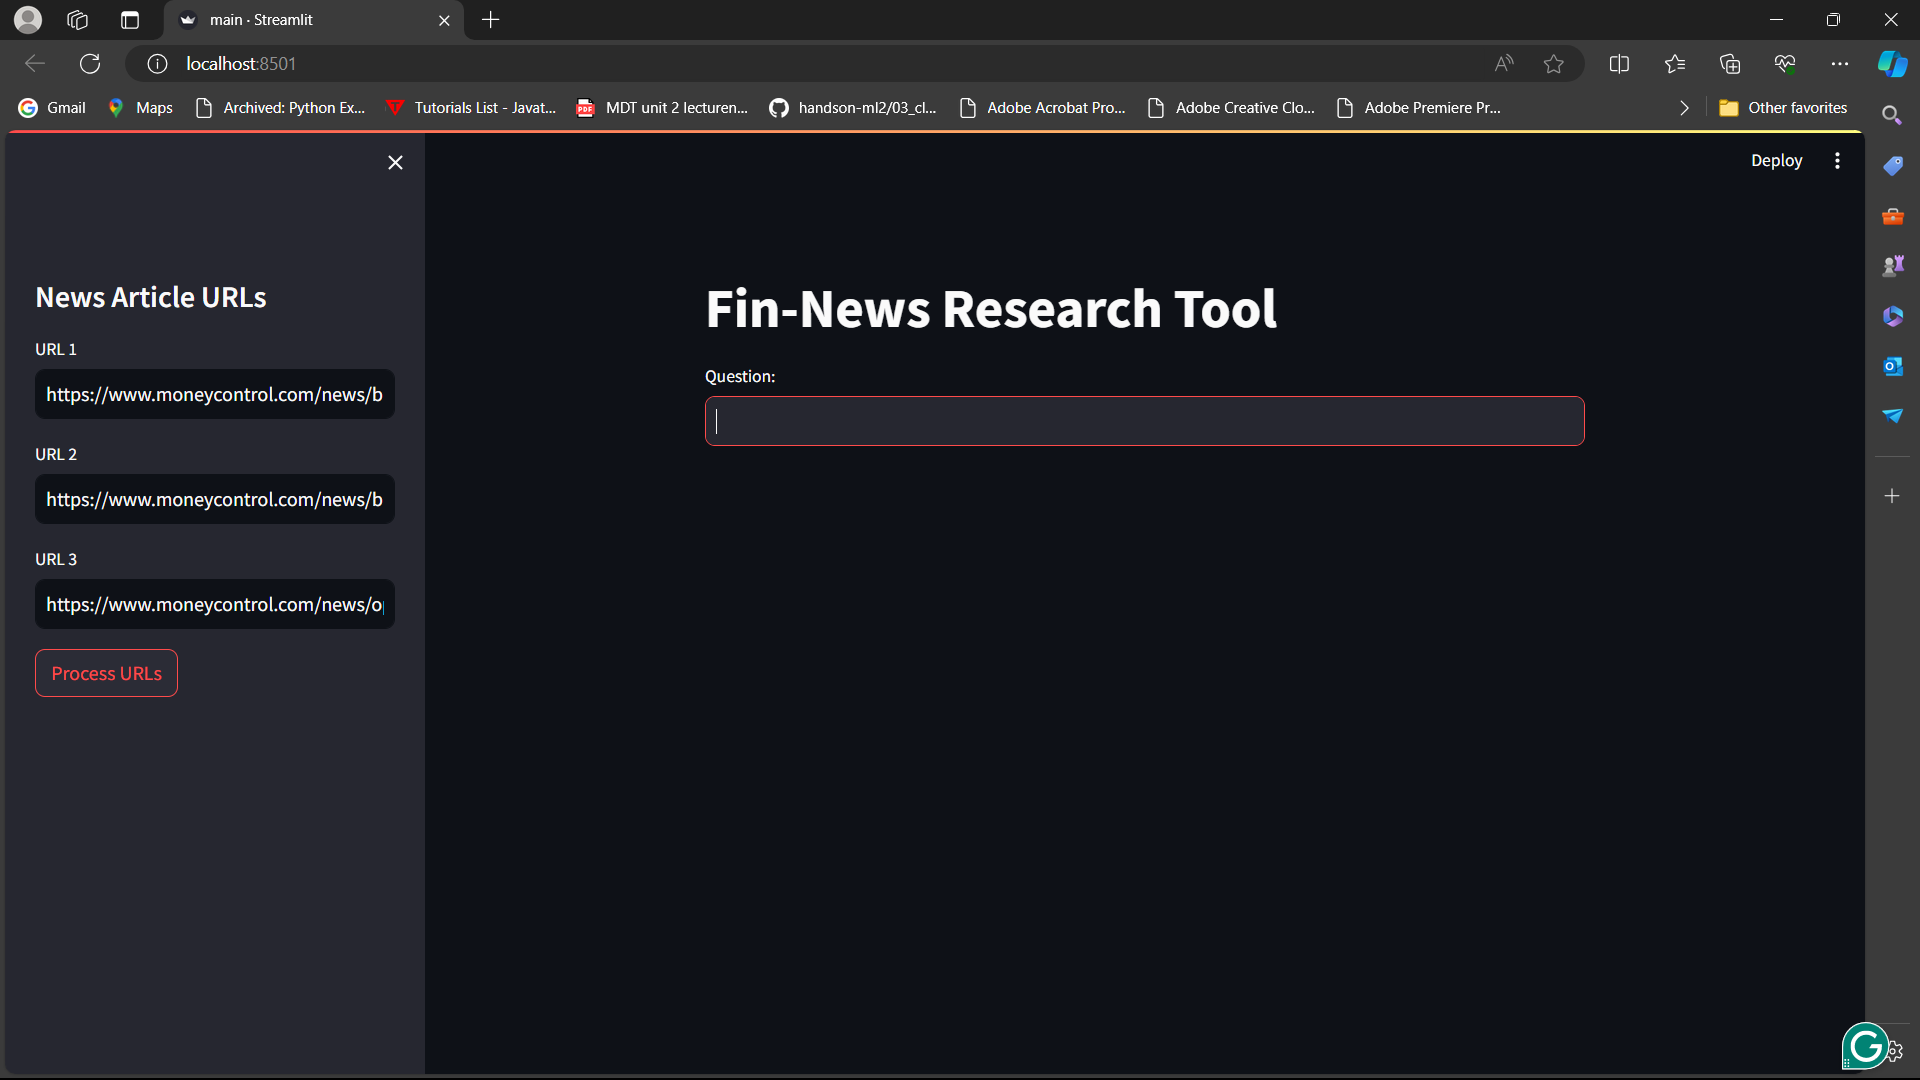 main · Streamlit
localhost:8501
Gmail
Maps
Archived: Python Ex...
Tutorials List - Javat...
MDT unit 2 lecturen...
handson-ml2/03_cl...
Adobe Acrobat Pro...
Adobe Creative Clo...
Adobe Premiere Pr...
Other favorites
Deploy
News Article URLs
URL 1
https://www.moneycontrol.com/news/b
URL 2
https://www.moneycontrol.com/news/b
URL 3
https://www.moneycontrol.com/news/o
Process URLs
Fin-News Research Tool
Question: